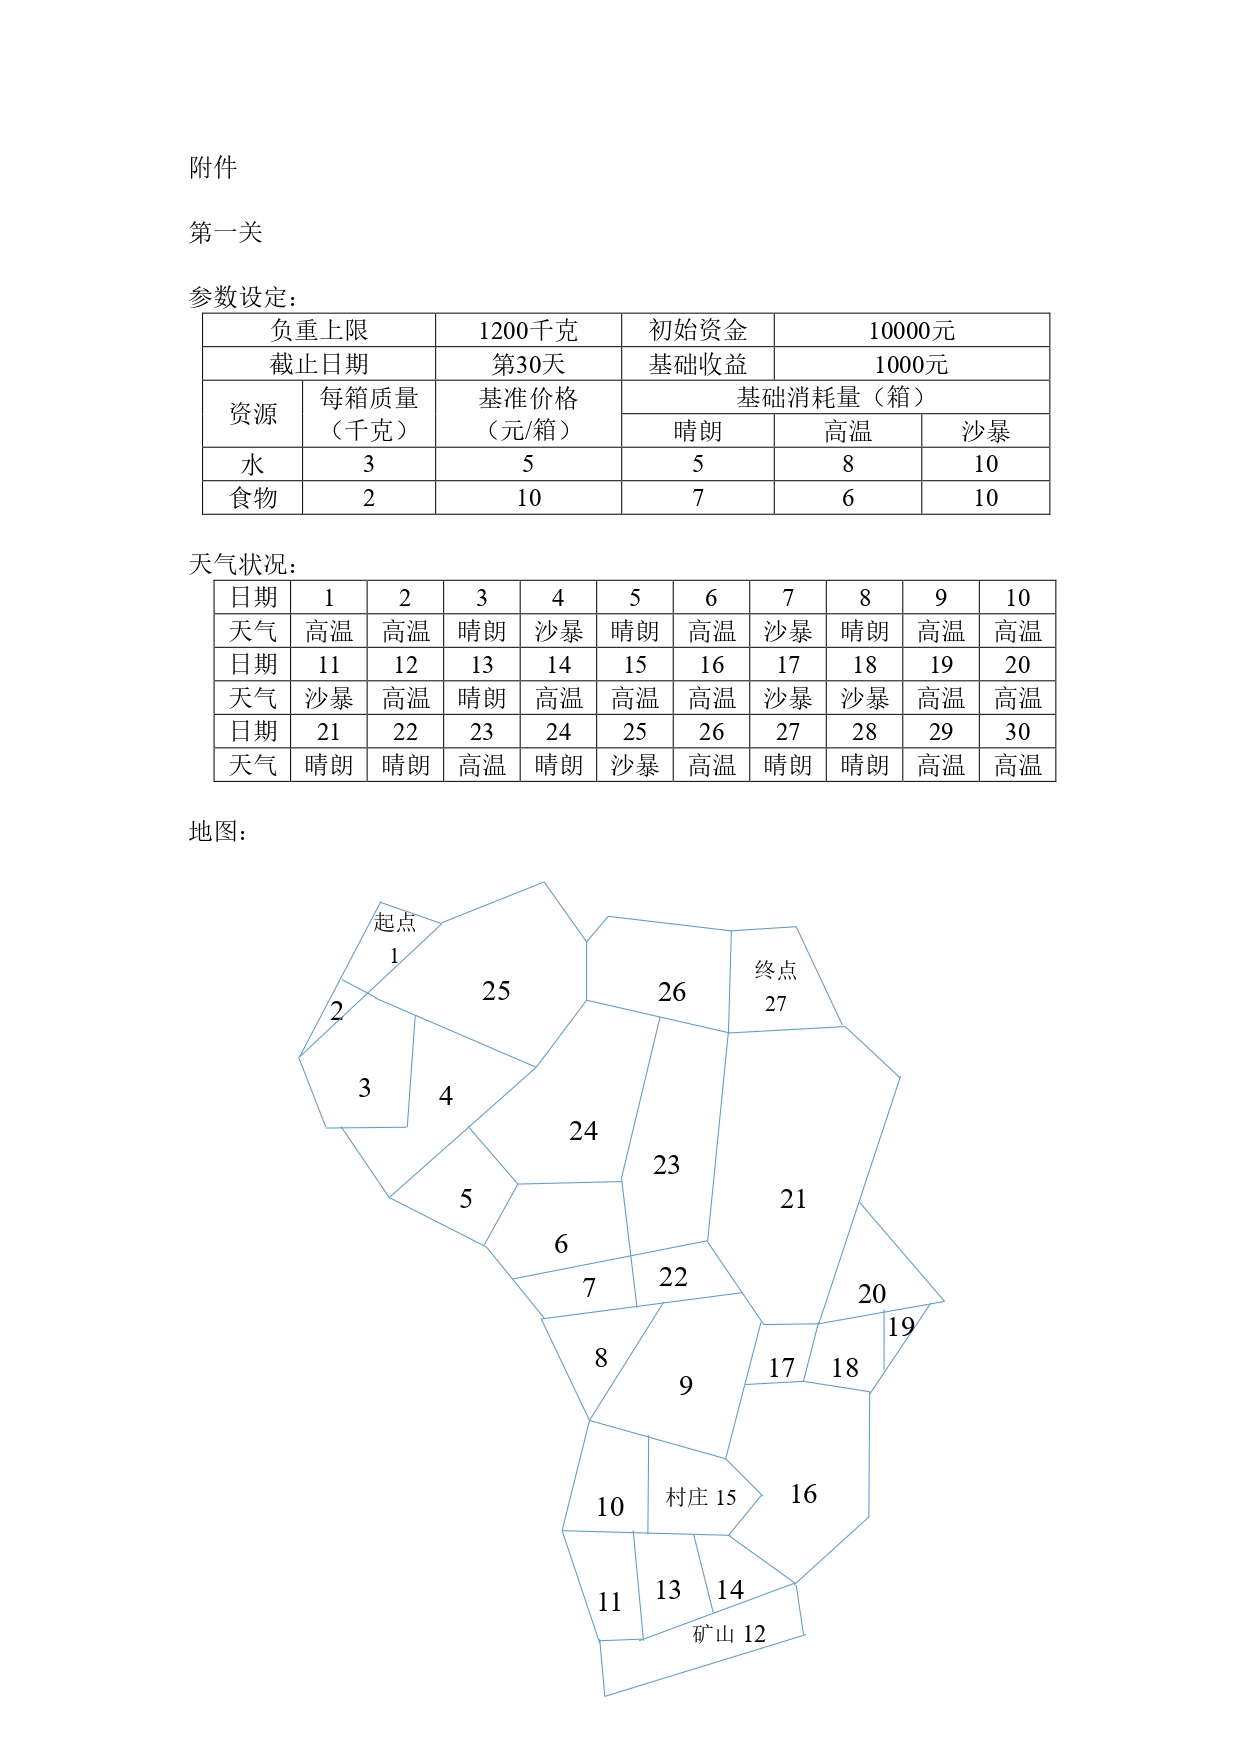 附件
第一关
参数设定：
负重上限 1200千克 初始资金 10000元
截止日期 第30天 基础收益 1000元
资源 每箱质量（千克） 基准价格（元/箱） 基础消耗量（箱）
晴朗 高温 沙暴
水 3 5 5 8 10
食物 2 10 7 6 10
天气状况：
日期 1 2 3 4 5 6 7 8 9 10
天气 高温 高温 晴朗 沙暴 晴朗 高温 沙暴 晴朗 高温 高温
日期 11 12 13 14 15 16 17 18 19 20
天气 沙暴 高温 晴朗 高温 高温 高温 沙暴 沙暴 高温 高温
日期 21 22 23 24 25 26 27 28 29 30
天气 晴朗 晴朗 高温 晴朗 沙暴 高温 晴朗 晴朗 高温 高温
地图：
起点
1
终点
27
25
26
2
3
4
24
23
5
21
6
7
22
20
19
8
9
17
18
10
村庄 15
16
11
13
14
矿山 12